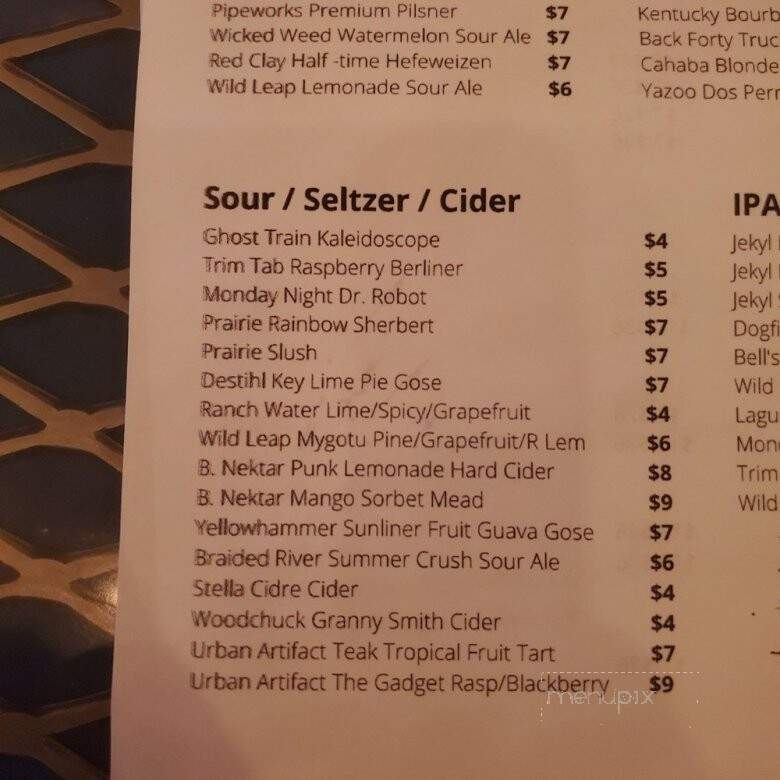 Pipeworks Premium Pilsner $7
Wicked Weed Watermelon Sour Ale $7
Red Clay Half -time Hefeweizen $7
Wild Leap Lemonade Sour Ale $6
Kentucky Bourb
Back Forty Truc
Cahaba Blonde
Yazoo Dos Perr
Sour / Seltzer / Cider
Ghost Train Kaleidoscope $4
Trim Tab Raspberry Berliner $5
Monday Night Dr. Robot $5
Prairie Rainbow Sherbert $7
Prairie Slush $7
Destihl Key Lime Pie Gose $7
Ranch Water Lime/Spicy/Grapefruit $4
Wild Leap Mygotu Pine/Grapefruit/R Lem $6
B. Nektar Punk Lemonade Hard Cider $8
B. Nektar Mango Sorbet Mead $9
Yellowhammer Sunliner Fruit Guava Gose $7
Braided River Summer Crush Sour Ale $6
Stella Cidre Cider $4
Woodchuck Granny Smith Cider $4
Urban Artifact Teak Tropical Fruit Tart $7
Urban Artifact The Gadget Rasp/Blackberry $9
IPA
Jekyl
Jekyl
Jekyl
Dogfi
Bell's
Wild
Lagu
Mon
Trim
Wild
menupix